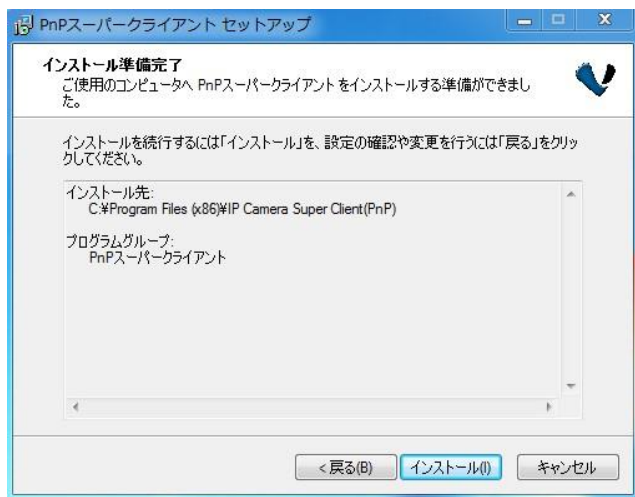 PnPスーパークライアント セットアップ
インストール準備完了
ご使用のコンピュータへ PnPスーパークライアント をインストールする準備ができまし
た。
インストールを続行するには「インストール」を、設定の確認や変更を行うには「戻る」をクリッ
クしてください。
インストール先:
C:¥Program Files (x86)¥IP Camera Super Client(PnP)
プログラムグループ:
PnPスーパークライアント
< 戻る(B)
インストール(I)
キャンセル